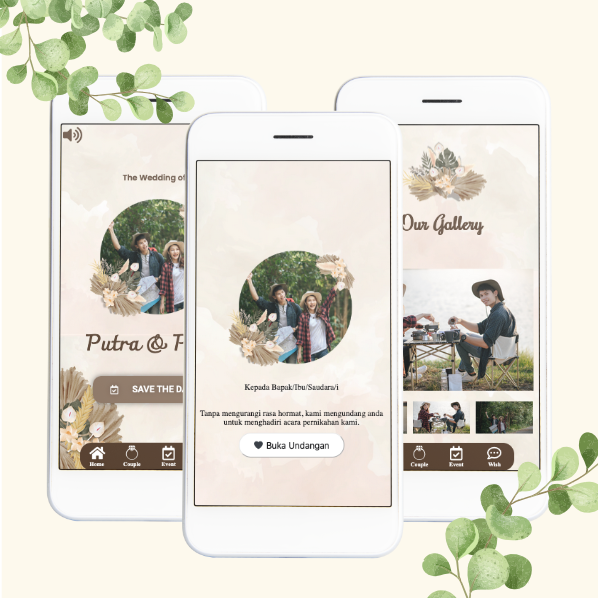 The Wedding of
Putra &
SAVE THE
Home
Couple
Event
Kepada Bapak/Ibu/Saudara/i
Tanpa mengurangi rasa hormat, kami mengundang anda
untuk menghadiri acara pernikahan kami.
Buka Undangan
Our Gallery
Couple
Event
Wish